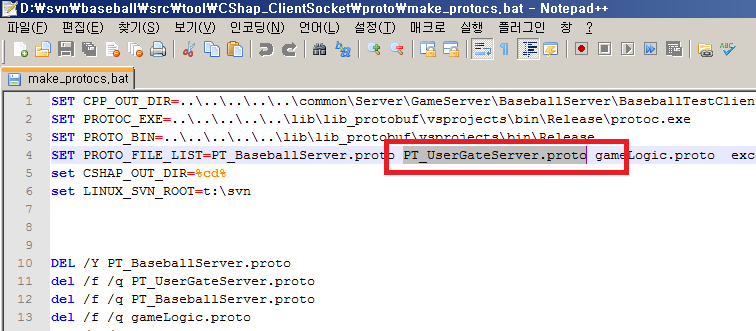 D:\svn\baseball\src\tool\CShap_ClientSocket\proto\make_protocs.bat - Notepad++
파일(F) 편집(E) 찾기(S) 보기(V) 인코딩(N) 언어(L) 설정(T) 매크로 실행 플러그인 창 ?
make_protocs.bat
1 SET CPP_OUT_DIR=..\..\..\..\..\common\Server\GameServer\BaseballServer\BaseballTestClien
2 SET PROTOC_EXE=..\..\..\..\..\lib\lib_protobuf\vsprojects\bin\Release\protoc.exe
3 SET PROTO_BIN=..\..\..\..\..\lib\lib_protobuf\vsprojects\bin\Release
4 SET PROTO_FILE_LIST=PT_BaseballServer.proto PT_UserGateServer.proto gameLogic.proto exc
5 set CSHAP_OUT_DIR=%cd%
6 set LINUX_SVN_ROOT=t:\svn
7
8
9
10 DEL /Y PT_BaseballServer.proto
11 del /f /q PT_UserGateServer.proto
12 del /f /q PT_BaseballServer.proto
13 del /f /q gameLogic.proto